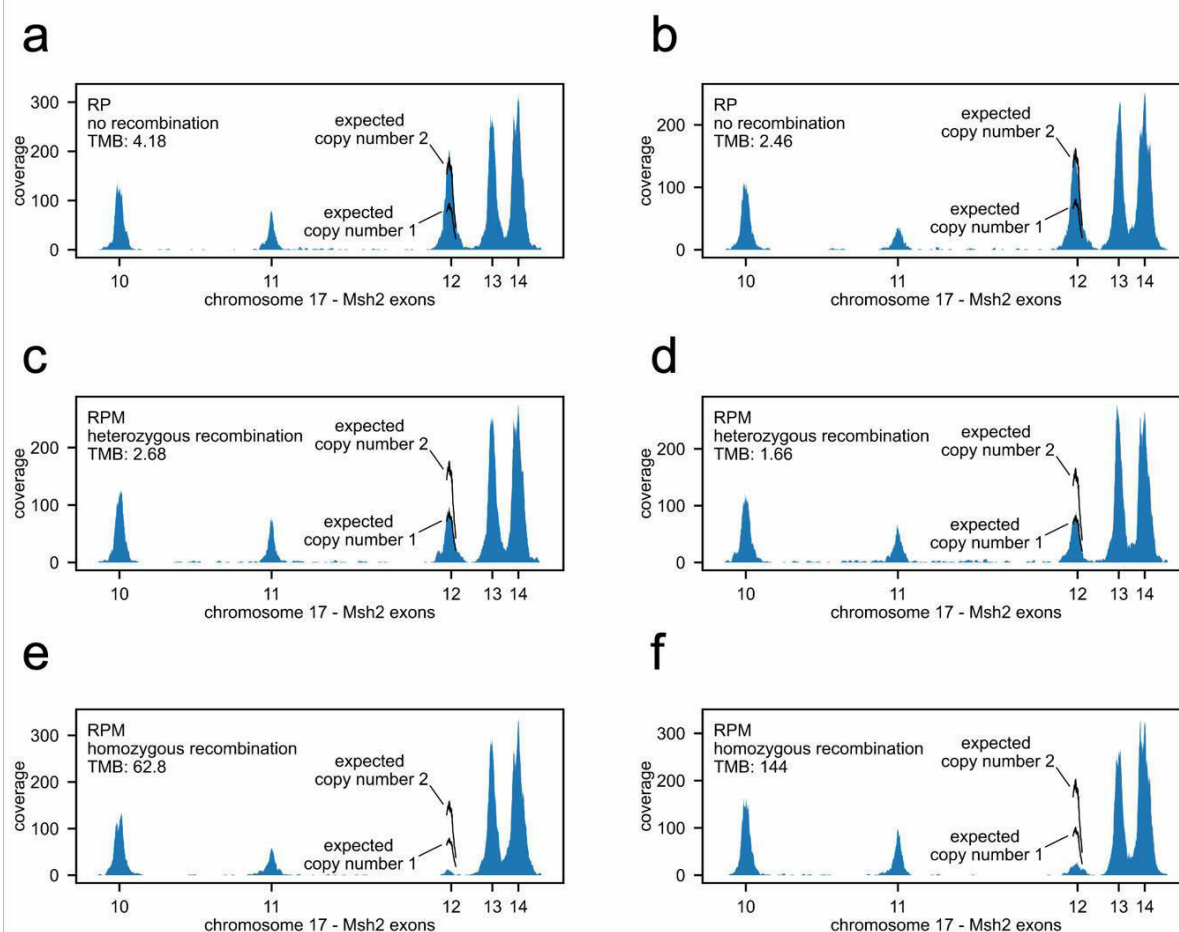 a
300
200
100
0
coverage
RP
no recombination
TMB: 4.18
expected
copy number 2
expected
copy number 1
10
11
12
13
14
chromosome 17 - Msh2 exons
b
200
100
0
coverage
RP
no recombination
TMB: 2.46
expected
copy number 2
expected
copy number 1
10
11
12
13
14
chromosome 17 - Msh2 exons
c
200
100
0
coverage
RPM
heterozygous recombination
TMB: 2.68
expected
copy number 2
expected
copy number 1
10
11
12
13
14
chromosome 17 - Msh2 exons
d
200
100
0
coverage
RPM
heterozygous recombination
TMB: 1.66
expected
copy number 2
expected
copy number 1
10
11
12
13
14
chromosome 17 - Msh2 exons
e
300
200
100
0
coverage
RPM
homozygous recombination
TMB: 62.8
expected
copy number 2
expected
copy number 1
10
11
12
13
14
chromosome 17 - Msh2 exons
f
300
200
100
0
coverage
RPM
homozygous recombination
TMB: 144
expected
copy number 2
expected
copy number 1
10
11
12
13
14
chromosome 17 - Msh2 exons